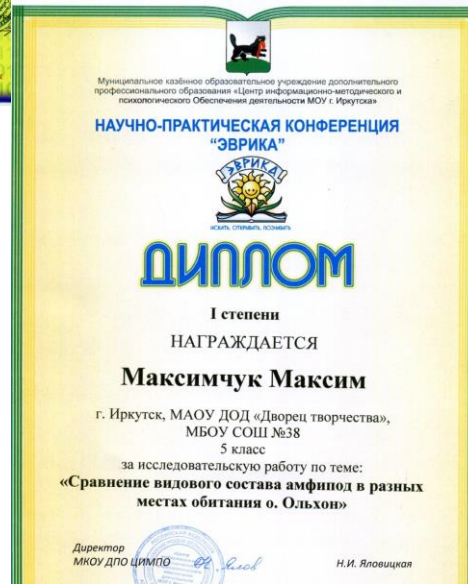 Муниципальное казённое образовательное учреждение дополнительного
профессионального образования «Центр информационно-методического и
психологического Обеспечения деятельности МОУ г. Иркутска»
НАУЧНО-ПРАКТИЧЕСКАЯ КОНФЕРЕНЦИЯ
"ЭВРИКА"
ЭВРИКА
ИСКАТЬ, ОТКРЫВАТЬ, ПОЗНАВАТЬ
ДИПЛОМ
I степени
НАГРАЖДАЕТСЯ
Максимчук Максим
г. Иркутск, МАОУ ДОД «Дворец творчества»,
МБОУ СОШ №38
5 класс
за исследовательскую работу по теме:
«Сравнение видового состава амфипод в разных
местах обитания о. Ольхон»
Директор
МКОУ ДПО ЦИМПО
Н.И. Яловицкая